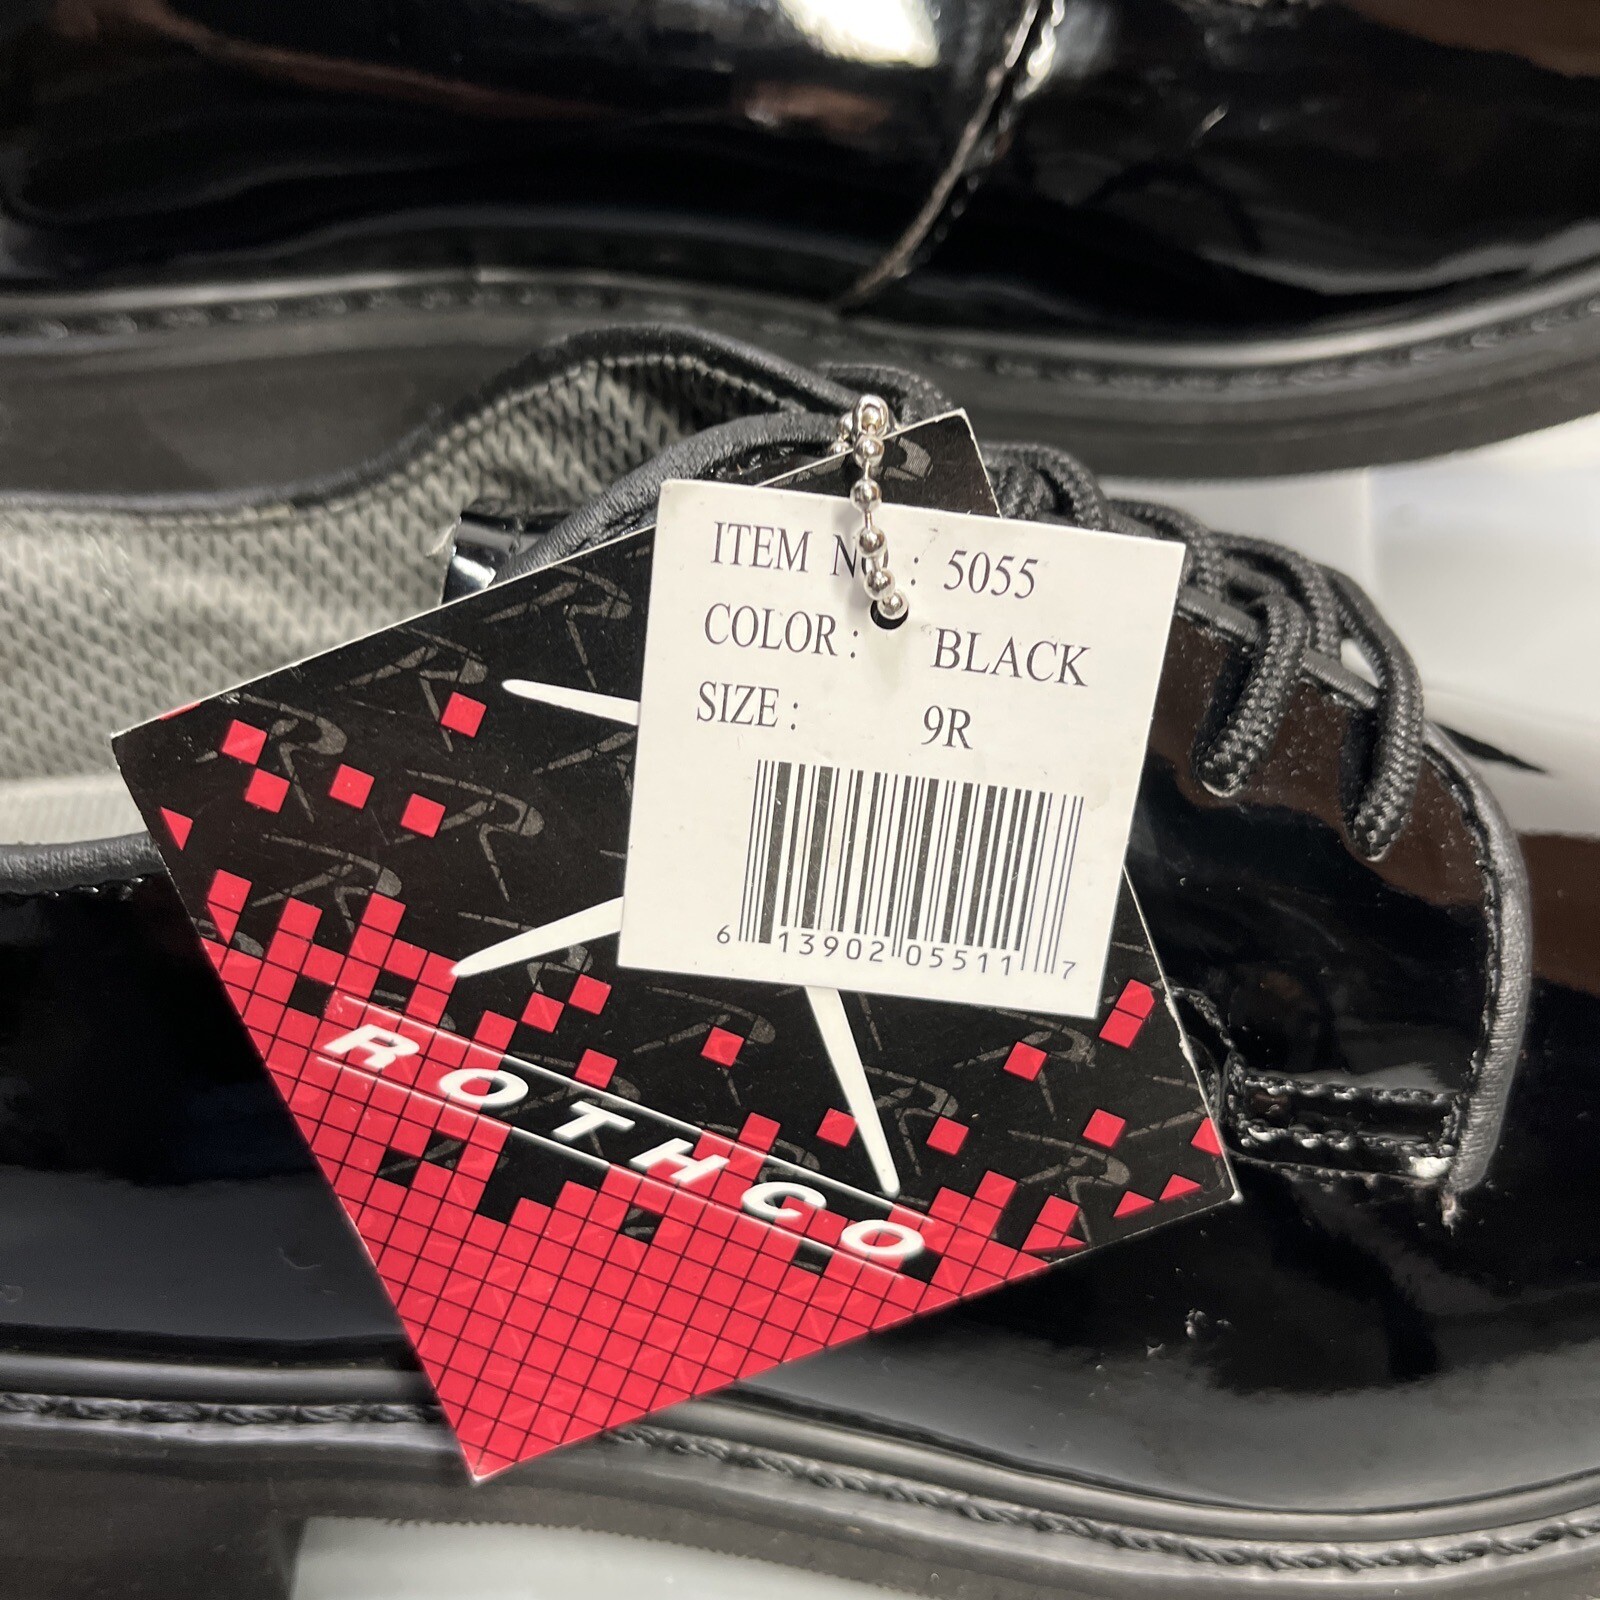 ITEM NO : 5055
COLOR : BLACK
SIZE : 9R
6 13902 05511 7
ROTHCO